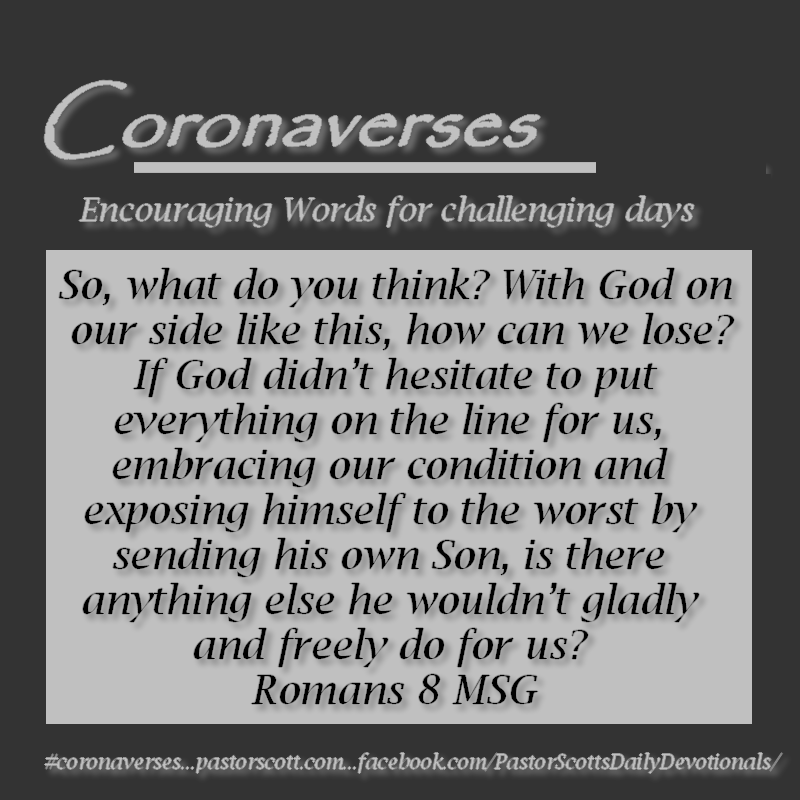 Coronaverses
Encouraging Words for challenging days
So, what do you think? With God on
our side like this, how can we lose?
If God didn’t hesitate to put
everything on the line for us,
embracing our condition and
exposing himself to the worst by
sending his own Son, is there
anything else he wouldn’t gladly
and freely do for us?
Romans 8 MSG
#coronaverses...pastorscott.com...facebook.com/PastorScottsDailyDevotionals/